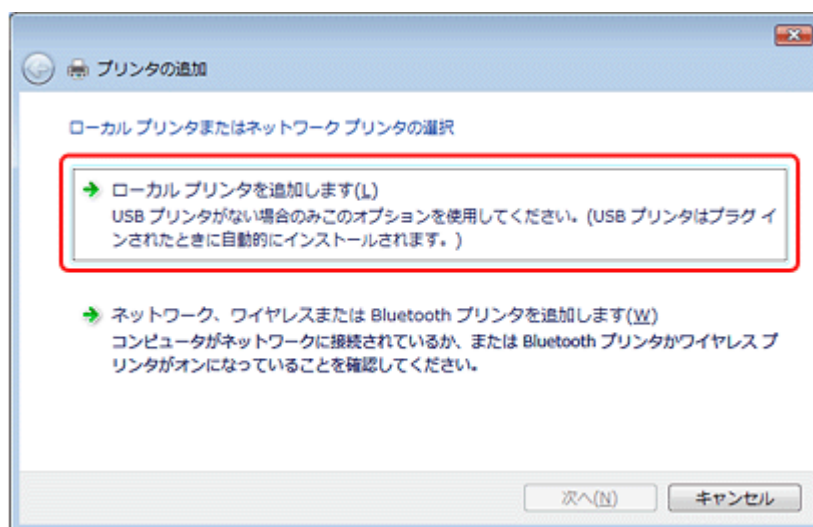 プリンタの追加
ローカル プリンタまたはネットワーク プリンタの選択
ローカル プリンタを追加します(L)
USB プリンタがない場合のみこのオプションを使用してください。(USB プリンタはプラグ イ
ンされたときに自動的にインストールされます。)
ネットワーク、ワイヤレスまたは Bluetooth プリンタを追加します(W)
コンピュータがネットワークに接続されているか、または Bluetooth プリンタかワイヤレス プ
リンタがオンになっていることを確認してください。
次へ(N) キャンセル